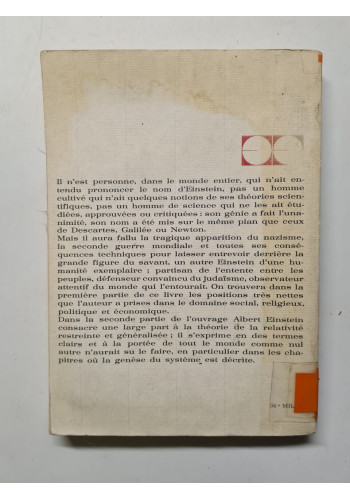 Il n'est personne, dans le monde entier, qui n'ait en-
tendu prononcer le nom d'Einstein, pas un homme
cultivé qui n'ait quelques notions de ses théories scien-
tifiques, pas un homme de science qui ne les ait étu-
diées, approuvées ou critiquées : son génie a fait l'una-
nimité, son nom a été mis sur le même plan que ceux
de Descartes, Galilée ou Newton.
Mais il aura fallu la tragique apparition du nazisme,
la seconde guerre mondiale et toutes ses consé-
quences techniques pour laisser entrevoir derrière la
grande figure du savant, un autre Einstein d'une hu-
manité exemplaire ; partisan de l'entente entre les
peuples, défenseur convaincu du judaïsme, observateur
attentif du monde qui l'entourait. On trouvera dans la
première partie de ce livre les positions très nettes
que l'auteur a prises dans le domaine social, religieux,
politique et économique.
Dans la seconde partie de l'ouvrage Albert Einstein
consacre une large part à la théorie de la relativité
restreinte et généralisée ; il s'exprime en des termes
clairs et à la portée de tout le monde comme nul
autre n'aurait su le faire, en particulier dans les cha-
pitres où la genèse du système est décrite.